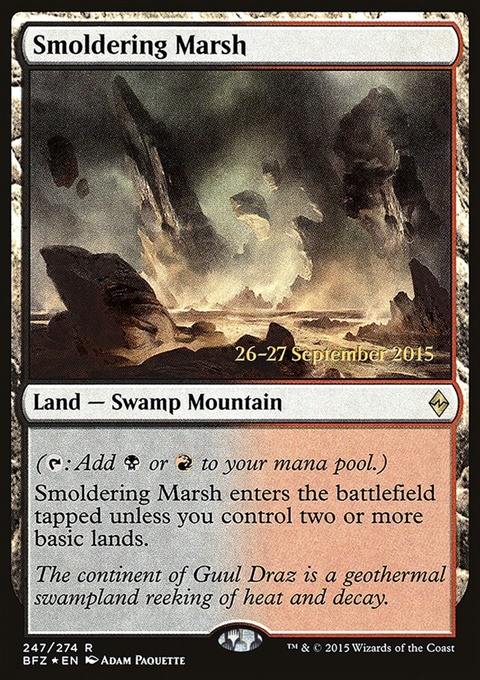 Smoldering Marsh
26–27 September 2015
Land — Swamp Mountain
( : Add or to your mana pool.)
Smoldering Marsh enters the battlefield
tapped unless you control two or more
basic lands.
The continent of Guul Draz is a geothermal
swampland reeking of heat and decay.
247/274 R
BFZ ★ EN Adam Paquette
™ & © 2015 Wizards of the Coast